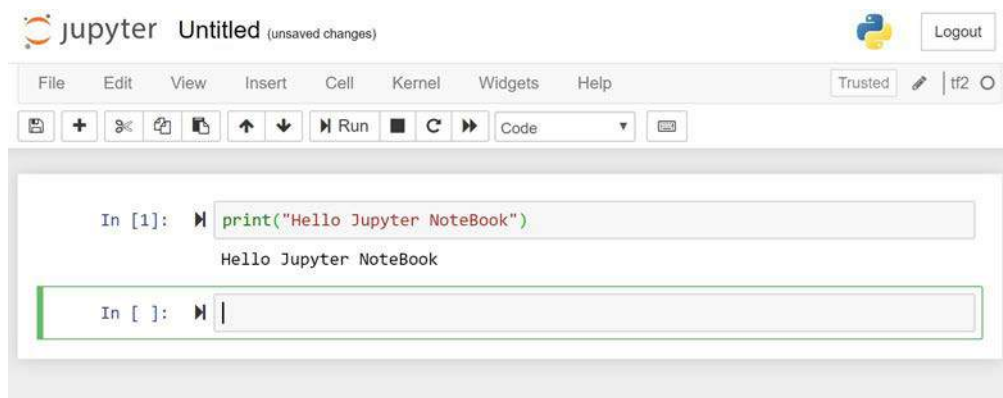 jupyter Untitled (unsaved changes) Logout
File Edit View Insert Cell Kernel Widgets Help Trusted tf2
Run Code
In [1]: print("Hello Jupyter NoteBook")
Hello Jupyter NoteBook
In [ ]: